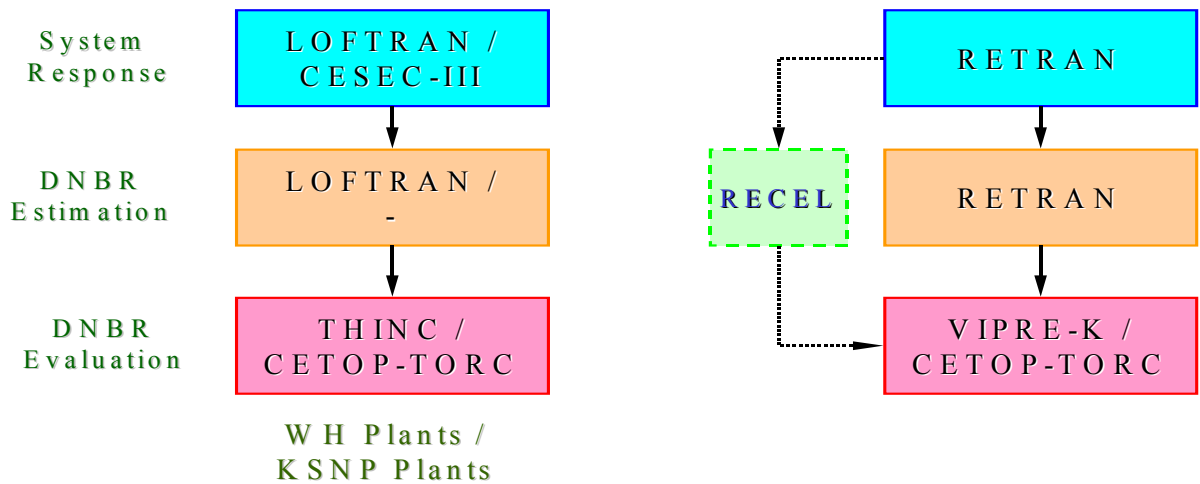 System
Response
LOFTRAN /
CESEC-III
RETRAN
DNBR
Estimation
LOFTRAN /
-
RECEL
RETRAN
DNBR
Evaluation
THINC /
CETOP-TORC
VIPRE-K /
CETOP-TORC
WH Plants /
KSNP Plants